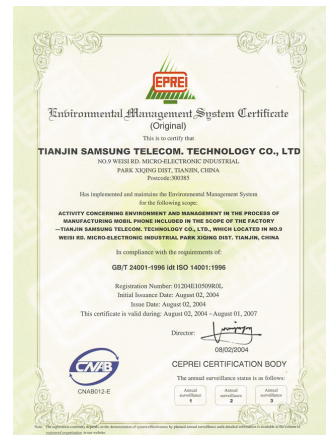 EPRE
Environmental Management System Certificate
(Original)
This is to certify that
TIANJIN SAMSUNG TELECOM. TECHNOLOGY CO., LTD
NO.9 WEISI RD. MICRO-ELECTRONIC INDUSTRIAL
PARK XIQING DIST, TIANJIN, CHINA
Postcode:300385
Has implemented and maintains the Environmental Management System
for the following scope:
ACTIVITY CONCERNING ENVIRONMENT AND MANAGEMENT IN THE PROCESS OF
MANUFACTURING MOBILE PHONE INCLUDED IN THE SCOPE OF THE FACTORY
—TIANJIN SAMSUNG TELECOM. TECHNOLOGY CO., LTD., WHICH LOCATED IN NO.9
WEISI RD. MICRO-ELECTRONIC INDUSTRIAL PARK XIQING DIST. TIANJIN, CHINA
In compliance with the requirements of:
GB/T 24001-1996 idt ISO 14001:1996
Registration Number: 01204E10509R0L
Initial Issuance Date: August 02, 2004
Issue Date: August 02, 2004
This certificate is valid during: August 02, 2004 - August 01, 2007
Director:
08/02/2004
CNAB
CNAB012-E
CEPREI CERTIFICATION BODY
The annual surveillance status is as follows:
Annual surveillance 1
Annual surveillance 2
Annual surveillance 3